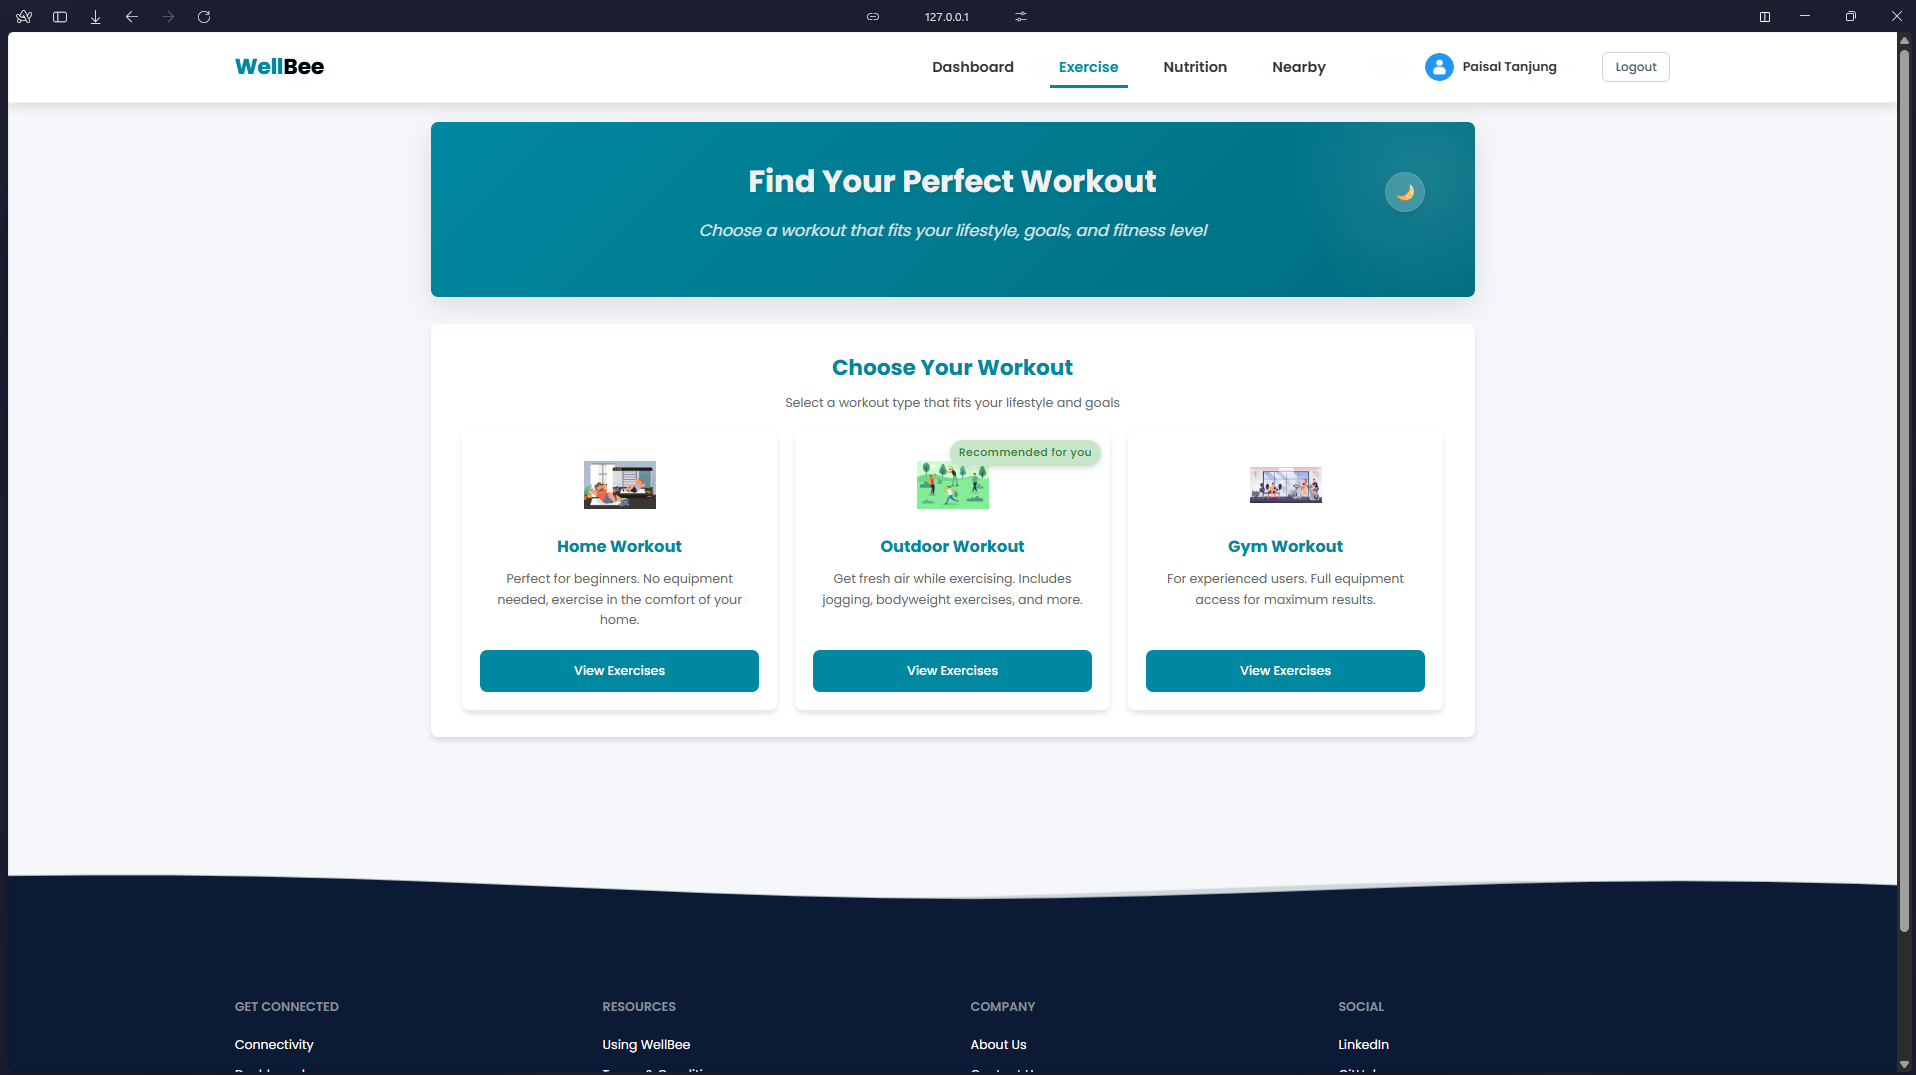 127.0.0.1
WellBee
Dashboard
Exercise
Nutrition
Nearby
Paisal Tanjung
Logout
Find Your Perfect Workout
Choose a workout that fits your lifestyle, goals, and fitness level
Choose Your Workout
Select a workout type that fits your lifestyle and goals
Home Workout
Perfect for beginners. No equipment
needed, exercise in the comfort of your
home.
View Exercises
Recommended for you
Outdoor Workout
Get fresh air while exercising. Includes
jogging, bodyweight exercises, and more.
View Exercises
Gym Workout
For experienced users. Full equipment
access for maximum results.
View Exercises
GET CONNECTED
Connectivity
RESOURCES
Using WellBee
COMPANY
About Us
SOCIAL
LinkedIn